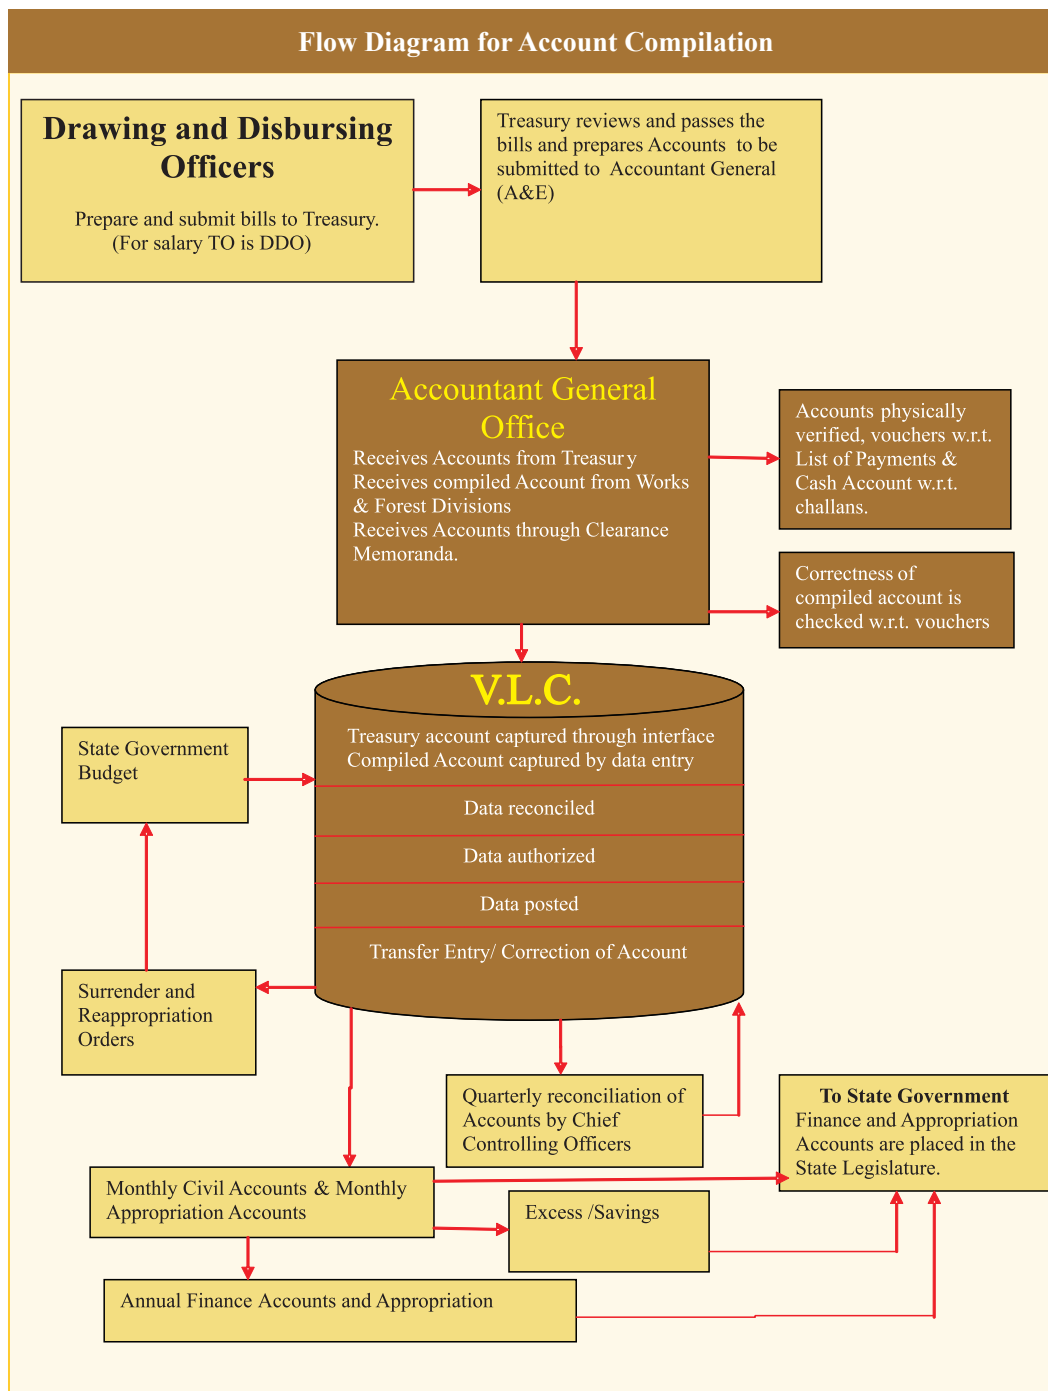 Flow Diagram for Account Compilation
Drawing and Disbursing
Officers
Prepare and submit bills to Treasury.
(For salary TO is DDO)
Treasury reviews and passes the
bills and prepares Accounts to be
submitted to Accountant General
(A&E)
Accountant General
Office
Receives Accounts from Treasury
Receives compiled Account from Works
& Forest Divisions
Receives Accounts through Clearance
Memoranda.
Accounts physically
verified, vouchers w.r.t.
List of Payments &
Cash Account w.r.t.
challans.
Correctness of
compiled account is
checked w.r.t. vouchers
V.L.C.
Treasury account captured through interface
Compiled Account captured by data entry
Data reconciled
Data authorized
Data posted
Transfer Entry/ Correction of Account
State Government
Budget
Surrender and
Reappropriation
Orders
Quarterly reconciliation of
Accounts by Chief
Controlling Officers
To State Government
Finance and Appropriation
Accounts are placed in the
State Legislature.
Monthly Civil Accounts & Monthly
Appropriation Accounts
Excess /Savings
Annual Finance Accounts and Appropriation